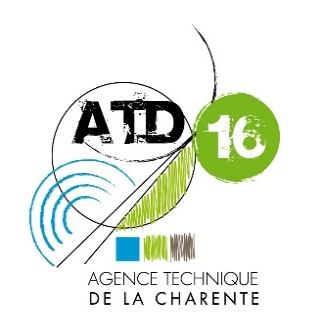 ATD 16
AGENCE TECHNIQUE
DE LA CHARENTE